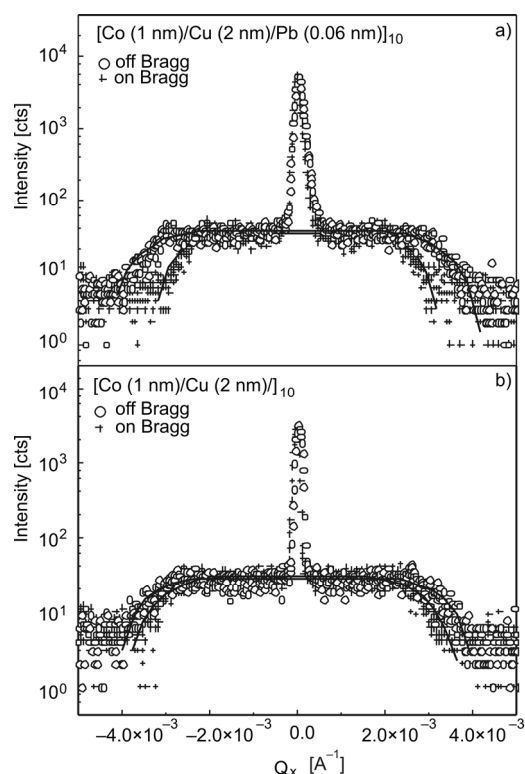 [Co (1 nm)/Cu (2 nm)/Pb (0.06 nm)]10 a)
off Bragg
on Bragg
Intensity [cts]
10^4
10^3
10^2
10^1
10^0
[Co (1 nm)/Cu (2 nm)/]10 b)
off Bragg
on Bragg
Intensity [cts]
10^4
10^3
10^2
10^1
10^0
−4.0×10^−3 −2.0×10^−3 0.0 2.0×10^−3 4.0×10^−3
Qx [A^−1]